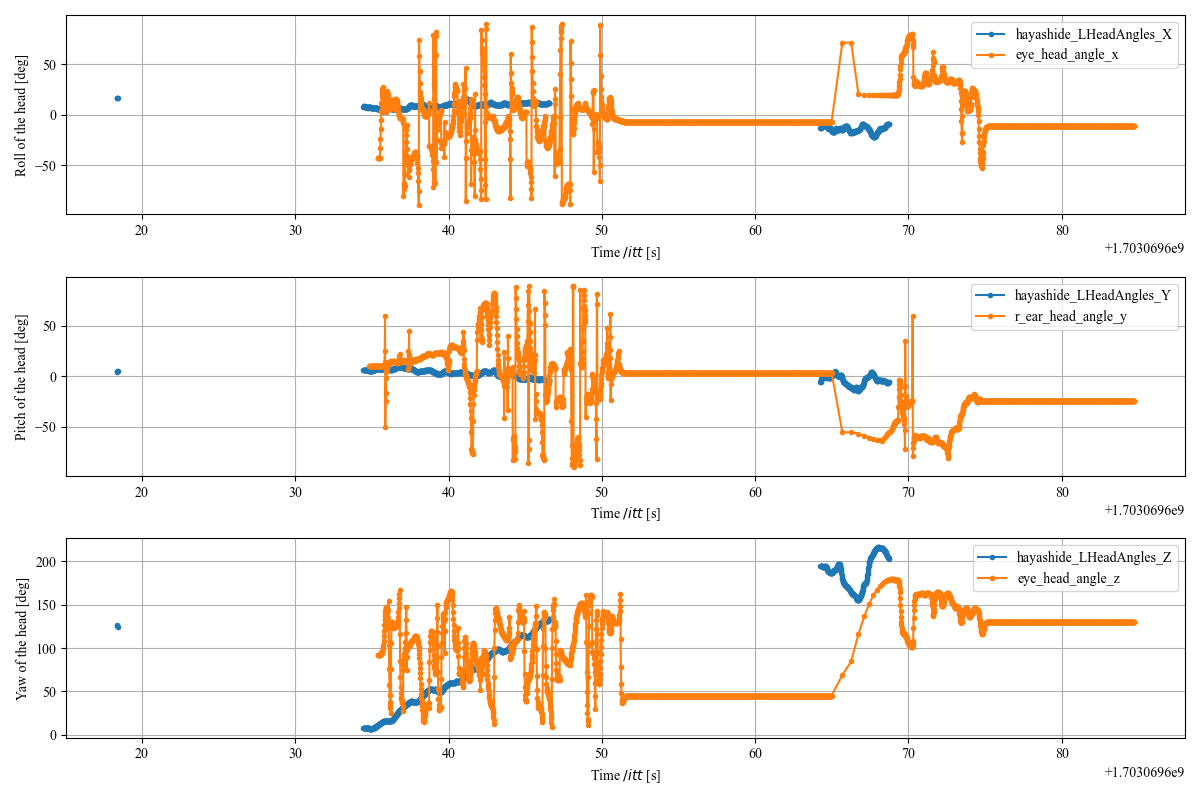 hayashide_LHeadAngles_X
eye_head_angle_x
Roll of the head [deg]
50
0
−50
20 30 40 50 60 70 80
Time /itt [s]
+1.7030696e9
hayashide_LHeadAngles_Y
r_ear_head_angle_y
Pitch of the head [deg]
50
0
−50
20 30 40 50 60 70 80
Time /itt [s]
+1.7030696e9
hayashide_LHeadAngles_Z
eye_head_angle_z
Yaw of the head [deg]
200
150
100
50
0
20 30 40 50 60 70 80
Time /itt [s]
+1.7030696e9